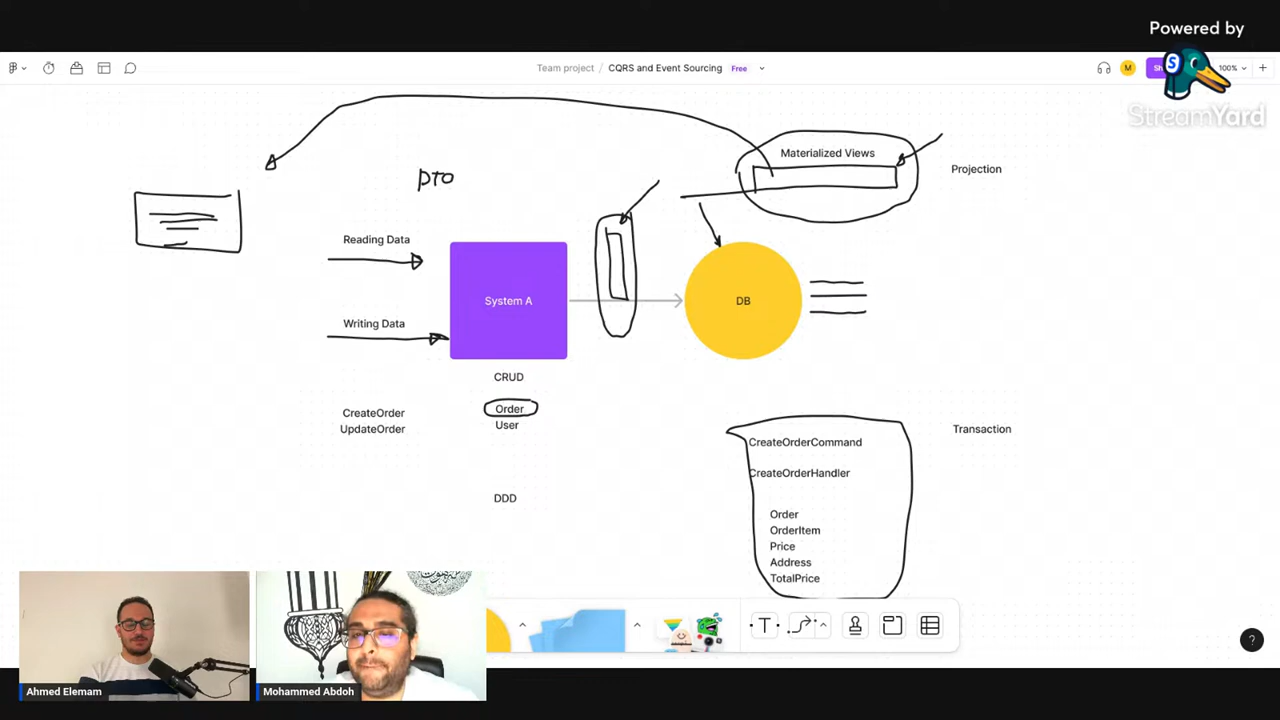 Powered by
StreamYard
Team project / CQRS and Event Sourcing Free
100%
Materialized Views
Projection
DTO
Reading Data
Writing Data
System A
DB
CRUD
Order
User
CreateOrder
UpdateOrder
DDD
CreateOrderCommand
CreateOrderHandler
Transaction
Order
OrderItem
Price
Address
TotalPrice
T
M
?
Ahmed Elemam
Mohammed Abdoh